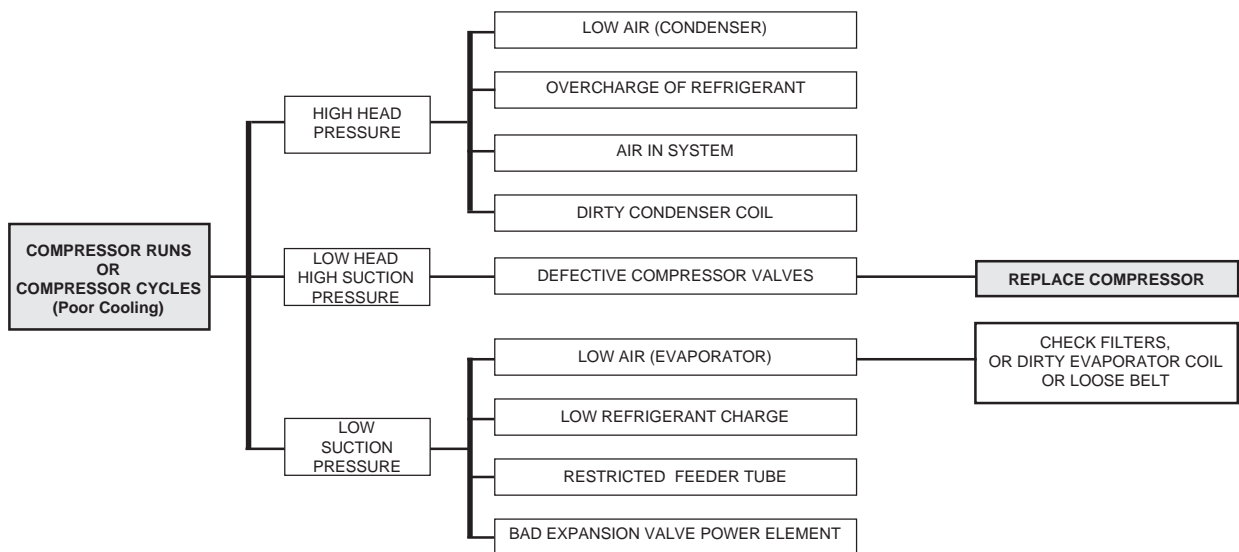 COMPRESSOR RUNS
OR
COMPRESSOR CYCLES
(Poor Cooling)
HIGH HEAD
PRESSURE
LOW AIR (CONDENSER)
OVERCHARGE OF REFRIGERANT
AIR IN SYSTEM
DIRTY CONDENSER COIL
LOW HEAD
HIGH SUCTION
PRESSURE
DEFECTIVE COMPRESSOR VALVES
REPLACE COMPRESSOR
LOW
SUCTION
PRESSURE
LOW AIR (EVAPORATOR)
CHECK FILTERS,
OR DIRTY EVAPORATOR COIL
OR LOOSE BELT
LOW REFRIGERANT CHARGE
RESTRICTED FEEDER TUBE
BAD EXPANSION VALVE POWER ELEMENT